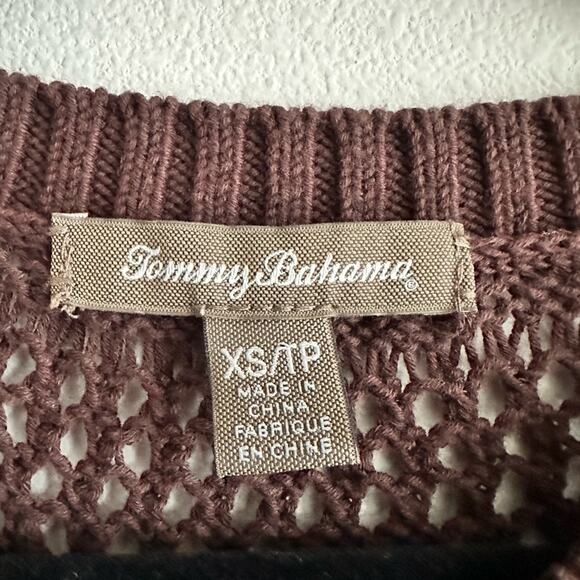 Tommy Bahama®
XS/TP
MADE IN
CHINA
FABRIQUE
EN CHINE